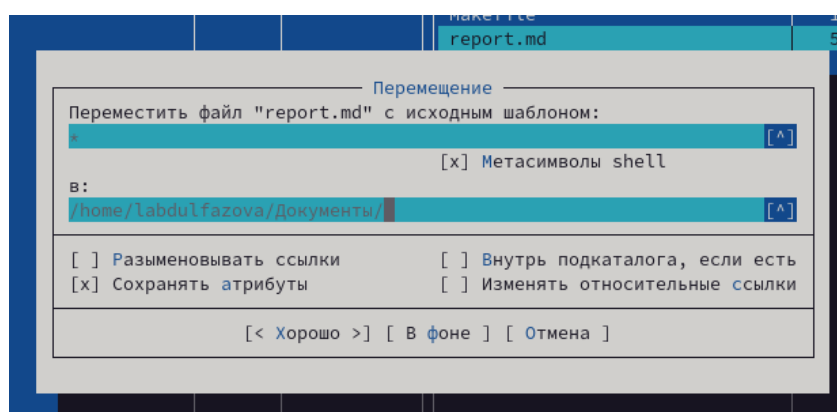 report.md
Перемещение
Переместить файл "report.md" с исходным шаблоном:
* [^]
[x] Метасимволы shell
в:
/home/labdulfazova/Документы/ [^]
[ ] Разыменовывать ссылки [ ] Внутрь подкаталога, если есть
[x] Сохранять атрибуты [ ] Изменять относительные ссылки
[< Хорошо >] [ В фоне ] [ Отмена ]